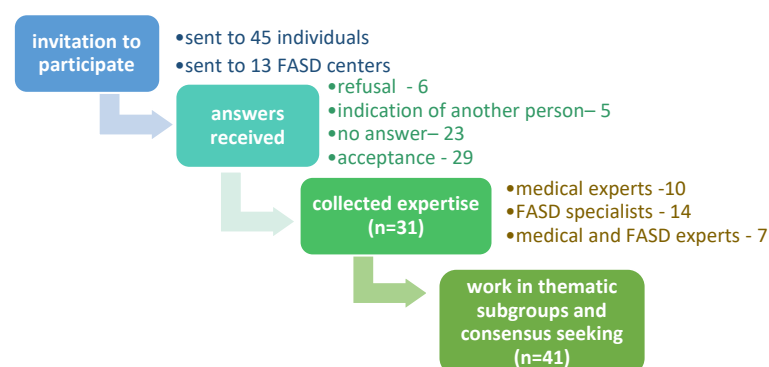 invitation to
participate
•sent to 45 individuals
•sent to 13 FASD centers
answers
received
•refusal - 6
•indication of another person– 5
•no answer– 23
•acceptance - 29
collected expertise
(n=31)
•medical experts -10
•FASD specialists - 14
•medical and FASD experts - 7
work in thematic
subgroups and
consensus seeking
(n=41)